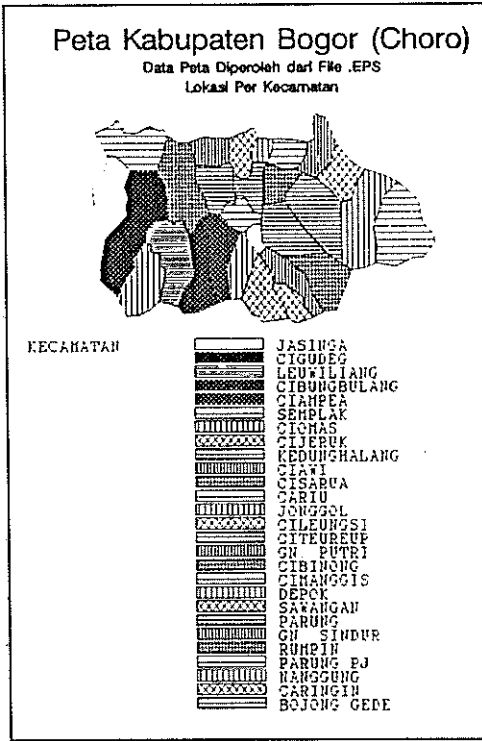 Peta Kabupaten Bogor (Choro)
Data Peta Diperoleh dari File .EPS
Lokasi Per Kecamatan
KECAMATAN
JASINGA
CIGUDEG
LEUWILIANG
CIBUNGBULANG
CIAMPEA
SEMPLAK
CIOMAS
CIJERUK
KEDUNGHALANG
CIAWI
CISARUA
CARIU
JONGGOL
CILEUNGSI
CITEUREUP
GN. PUTRI
CIBINONG
CIMANGGIS
DEPOK
SAWANGAN
PARUNG
GN SINDUR
RUMPIN
PARUNG PJ
NANGGUNG
CARINGIN
BOJONG GEDE